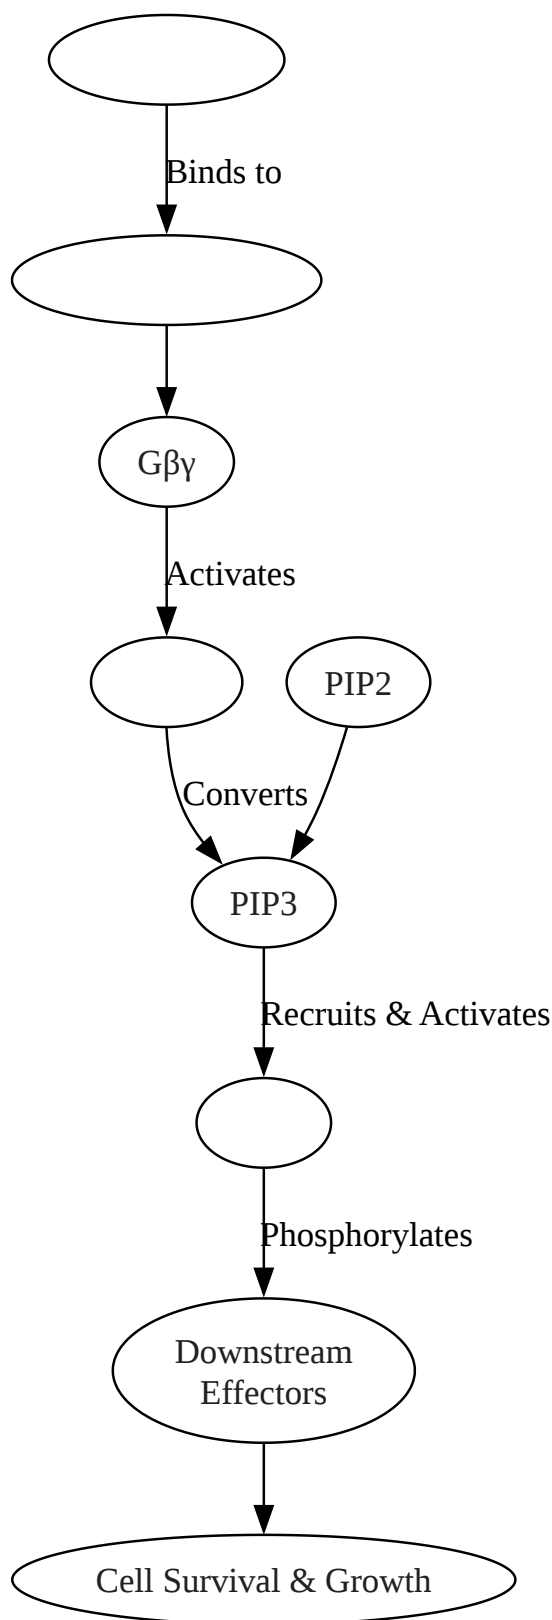 Binds to
Gβγ
Activates
PIP2
Converts
PIP3
Recruits & Activates
Phosphorylates
Downstream
Effectors
Cell Survival & Growth